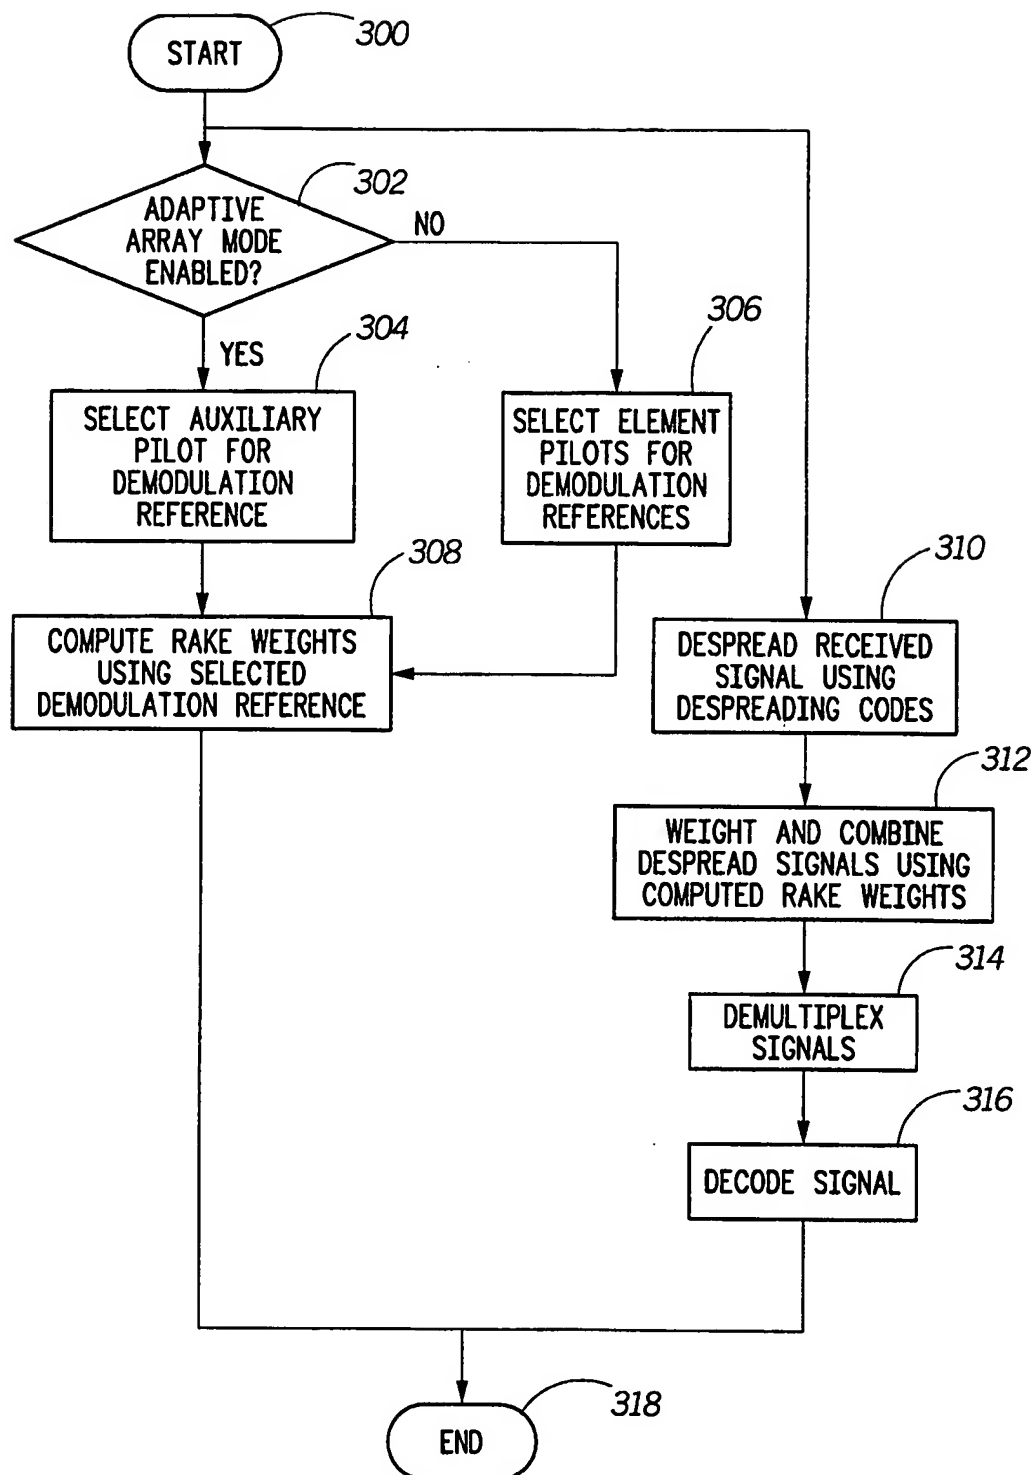 START
300
ADAPTIVE
ARRAY MODE
ENABLED?
302
NO
YES
304
SELECT AUXILIARY
PILOT FOR
DEMODULATION
REFERENCE
306
SELECT ELEMENT
PILOTS FOR
DEMODULATION
REFERENCES
308
COMPUTE RAKE WEIGHTS
USING SELECTED
DEMODULATION REFERENCE
310
DESPREAD RECEIVED
SIGNAL USING
DESPREADING CODES
312
WEIGHT AND COMBINE
DESPREAD SIGNALS USING
COMPUTED RAKE WEIGHTS
314
DEMULTIPLEX
SIGNALS
316
DECODE SIGNAL
318
END